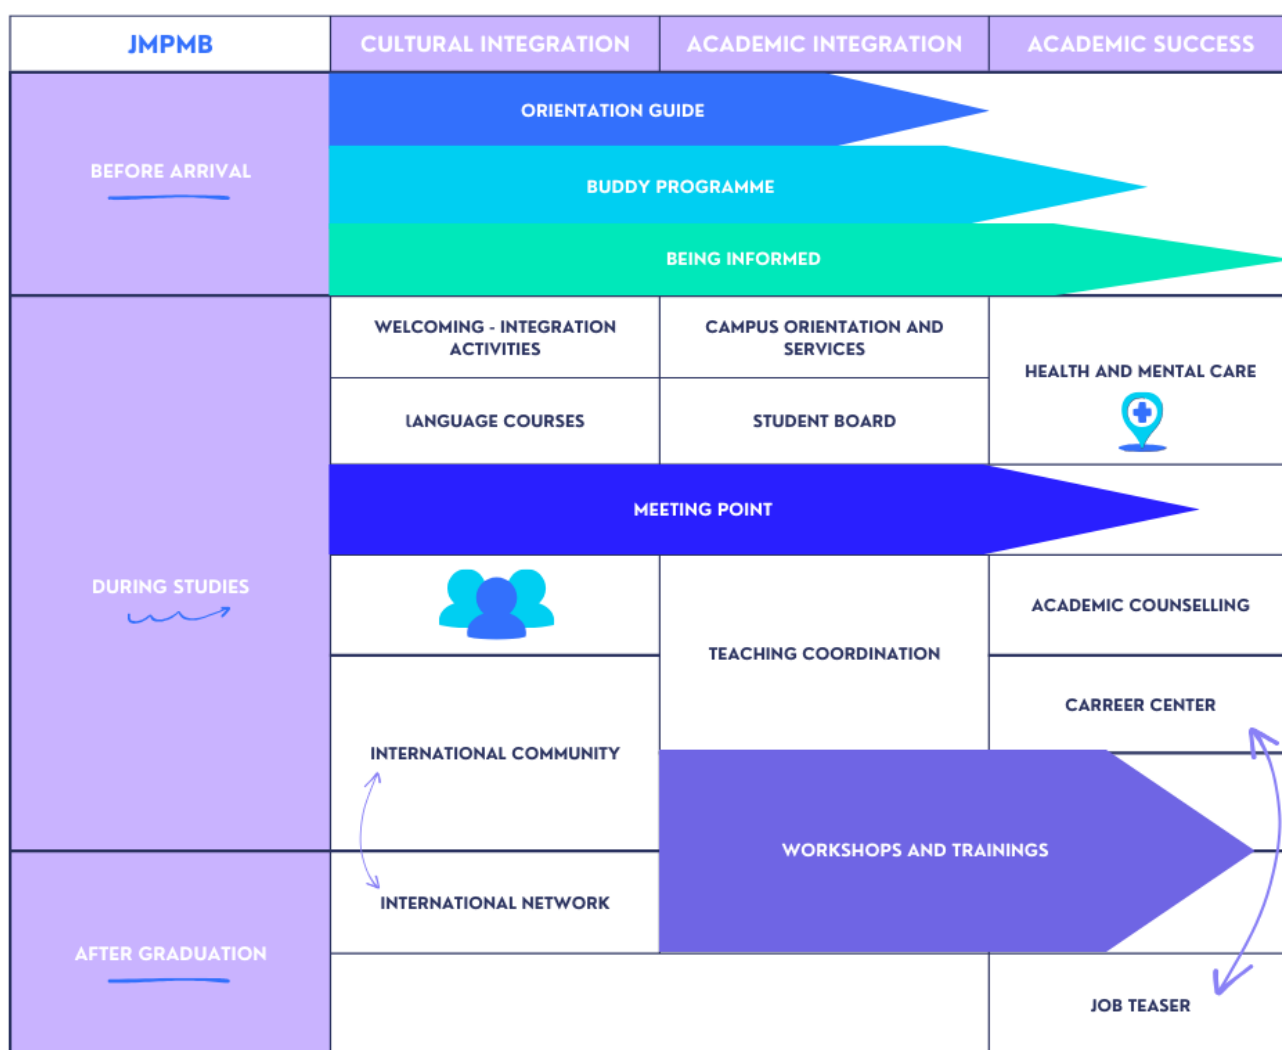 JMPMB
CULTURAL INTEGRATION
ACADEMIC INTEGRATION
ACADEMIC SUCCESS
BEFORE ARRIVAL
ORIENTATION GUIDE
BUDDY PROGRAMME
BEING INFORMED
DURING STUDIES
WELCOMING - INTEGRATION
ACTIVITIES
CAMPUS ORIENTATION AND
SERVICES
HEALTH AND MENTAL CARE
LANGUAGE COURSES
STUDENT BOARD
MEETING POINT
TEACHING COORDINATION
ACADEMIC COUNSELLING
CARREER CENTER
INTERNATIONAL COMMUNITY
WORKSHOPS AND TRAININGS
AFTER GRADUATION
INTERNATIONAL NETWORK
JOB TEASER